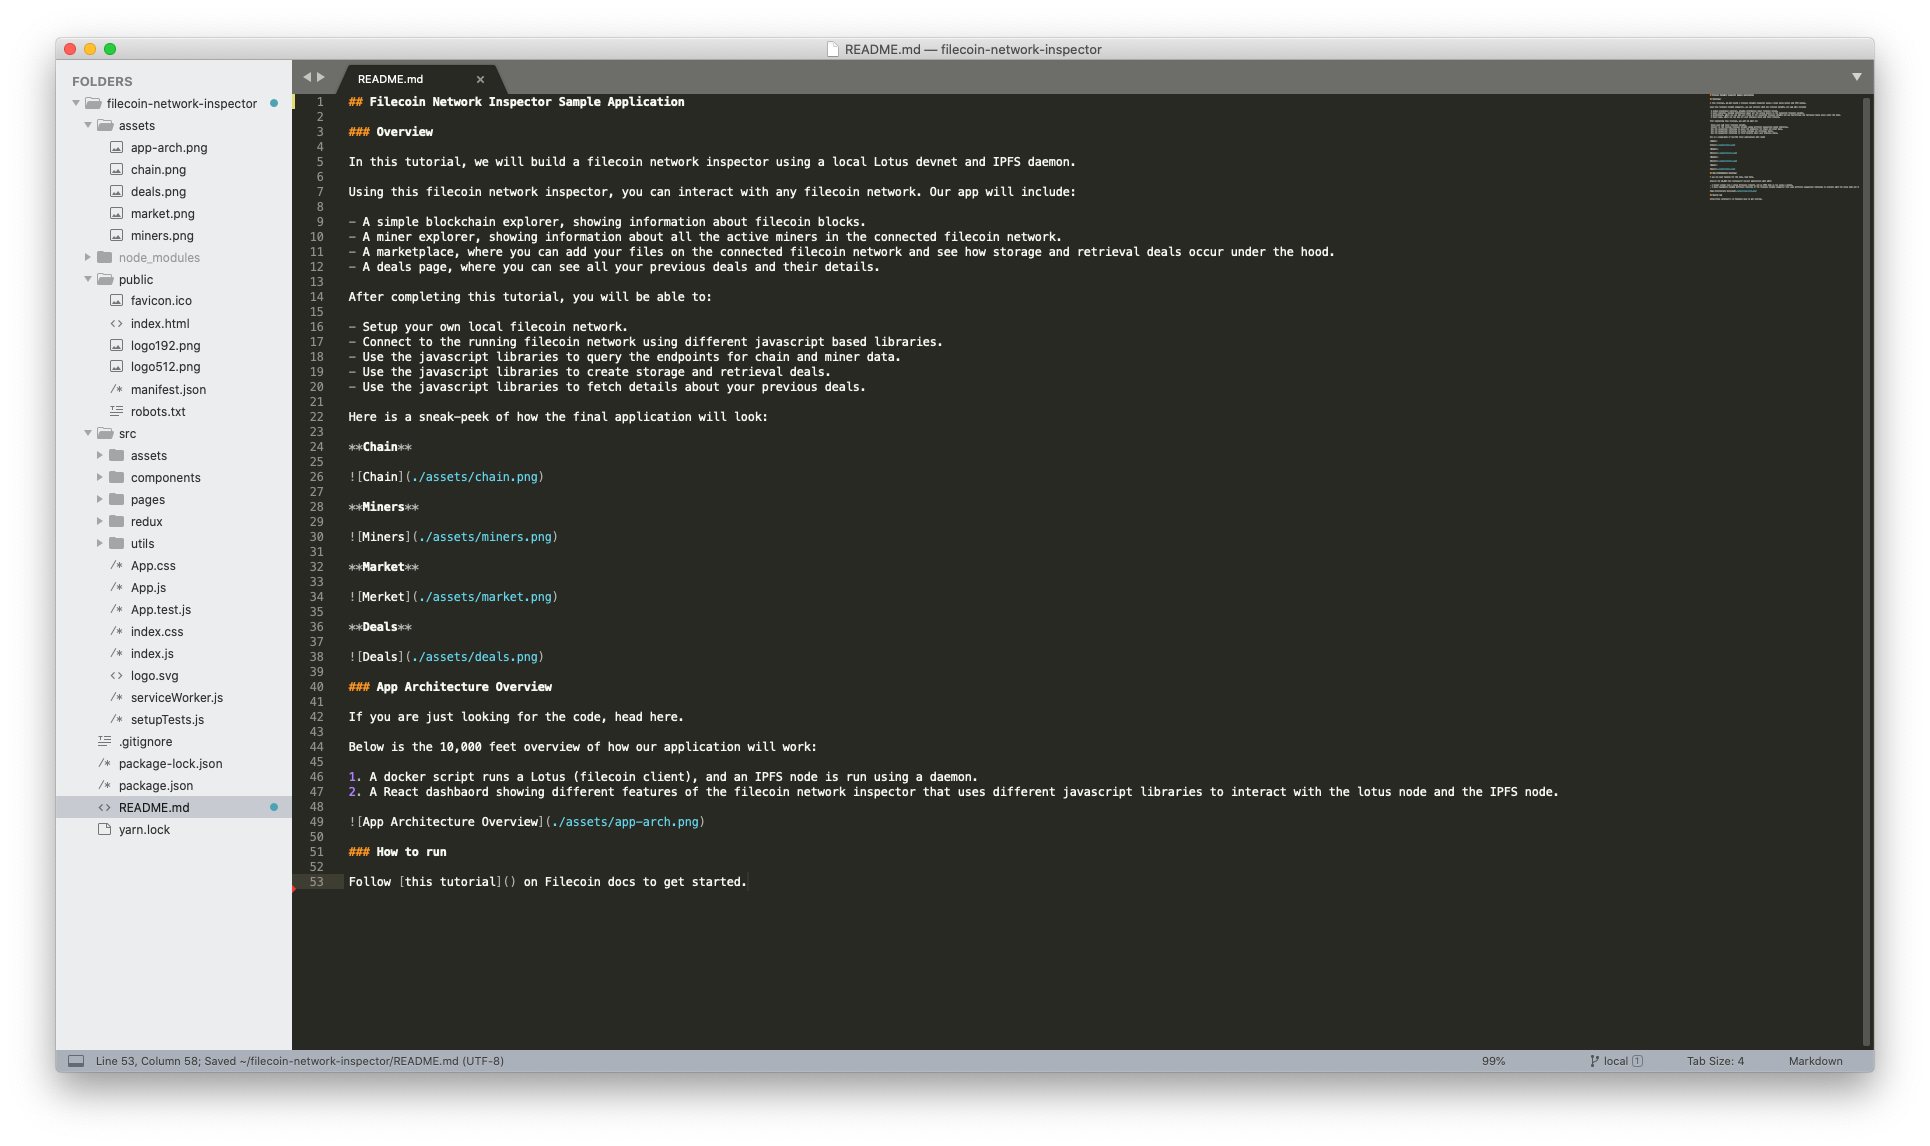 README.md — filecoin-network-inspector
FOLDERS
filecoin-network-inspector
assets
app-arch.png
chain.png
deals.png
market.png
miners.png
node_modules
public
favicon.ico
index.html
logo192.png
logo512.png
manifest.json
robots.txt
src
assets
components
pages
redux
utils
App.css
App.js
App.test.js
index.css
index.js
logo.svg
serviceWorker.js
setupTests.js
.gitignore
package-lock.json
package.json
README.md
yarn.lock
README.md
1 ## Filecoin Network Inspector Sample Application
2
3 ### Overview
4
5 In this tutorial, we will build a filecoin network inspector using a local Lotus devnet and IPFS daemon.
6
7 Using this filecoin network inspector, you can interact with any filecoin network. Our app will include:
8
9 - A simple blockchain explorer, showing information about filecoin blocks.
10 - A miner explorer, showing information about all the active miners in the connected filecoin network.
11 - A marketplace, where you can add your files on the connected filecoin network and see how storage and retrieval deals occur under the hood.
12 - A deals page, where you can see all your previous deals and their details.
13
14 After completing this tutorial, you will be able to:
15
16 - Setup your own local filecoin network.
17 - Connect to the running filecoin network using different javascript based libraries.
18 - Use the javascript libraries to query the endpoints for chain and miner data.
19 - Use the javascript libraries to create storage and retrieval deals.
20 - Use the javascript libraries to fetch details about your previous deals.
21
22 Here is a sneak-peek of how the final application will look:
23
24 **Chain**
25
26 ![Chain](./assets/chain.png)
27
28 **Miners**
29
30 ![Miners](./assets/miners.png)
31
32 **Market**
33
34 ![Merket](./assets/market.png)
35
36 **Deals**
37
38 ![Deals](./assets/deals.png)
39
40 ### App Architecture Overview
41
42 If you are just looking for the code, head here.
43
44 Below is the 10,000 feet overview of how our application will work:
45
46 1. A docker script runs a Lotus (filecoin client), and an IPFS node is run using a daemon.
47 2. A React dashbaord showing different features of the filecoin network inspector that uses different javascript libraries to interact with the lotus node and the IPFS node.
48
49 ![App Architecture Overview](./assets/app-arch.png)
50
51 ### How to run
52
53 Follow [this tutorial]() on Filecoin docs to get started.
Line 53, Column 58; Saved ~/filecoin-network-inspector/README.md (UTF-8)
99%
local 1
Tab Size: 4
Markdown